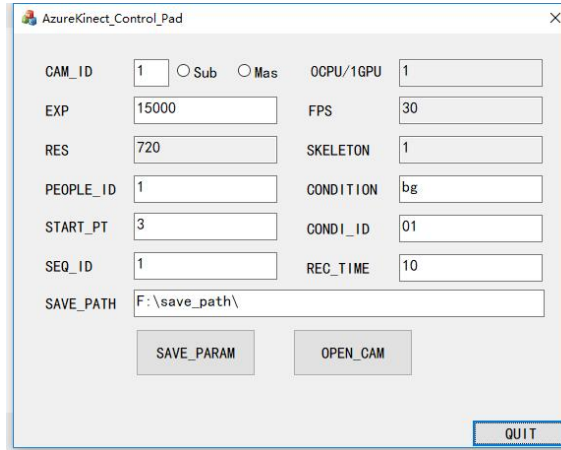 AzureKinect_Control_Pad
CAM_ID 1 Sub Mas OCPU/1GPU 1
EXP 15000 FPS 30
RES 720 SKELETON 1
PEOPLE_ID 1 CONDITION bg
START_PT 3 CONDI_ID 01
SEQ_ID 1 REC_TIME 10
SAVE_PATH F:\save_path\
SAVE_PARAM OPEN_CAM
QUIT